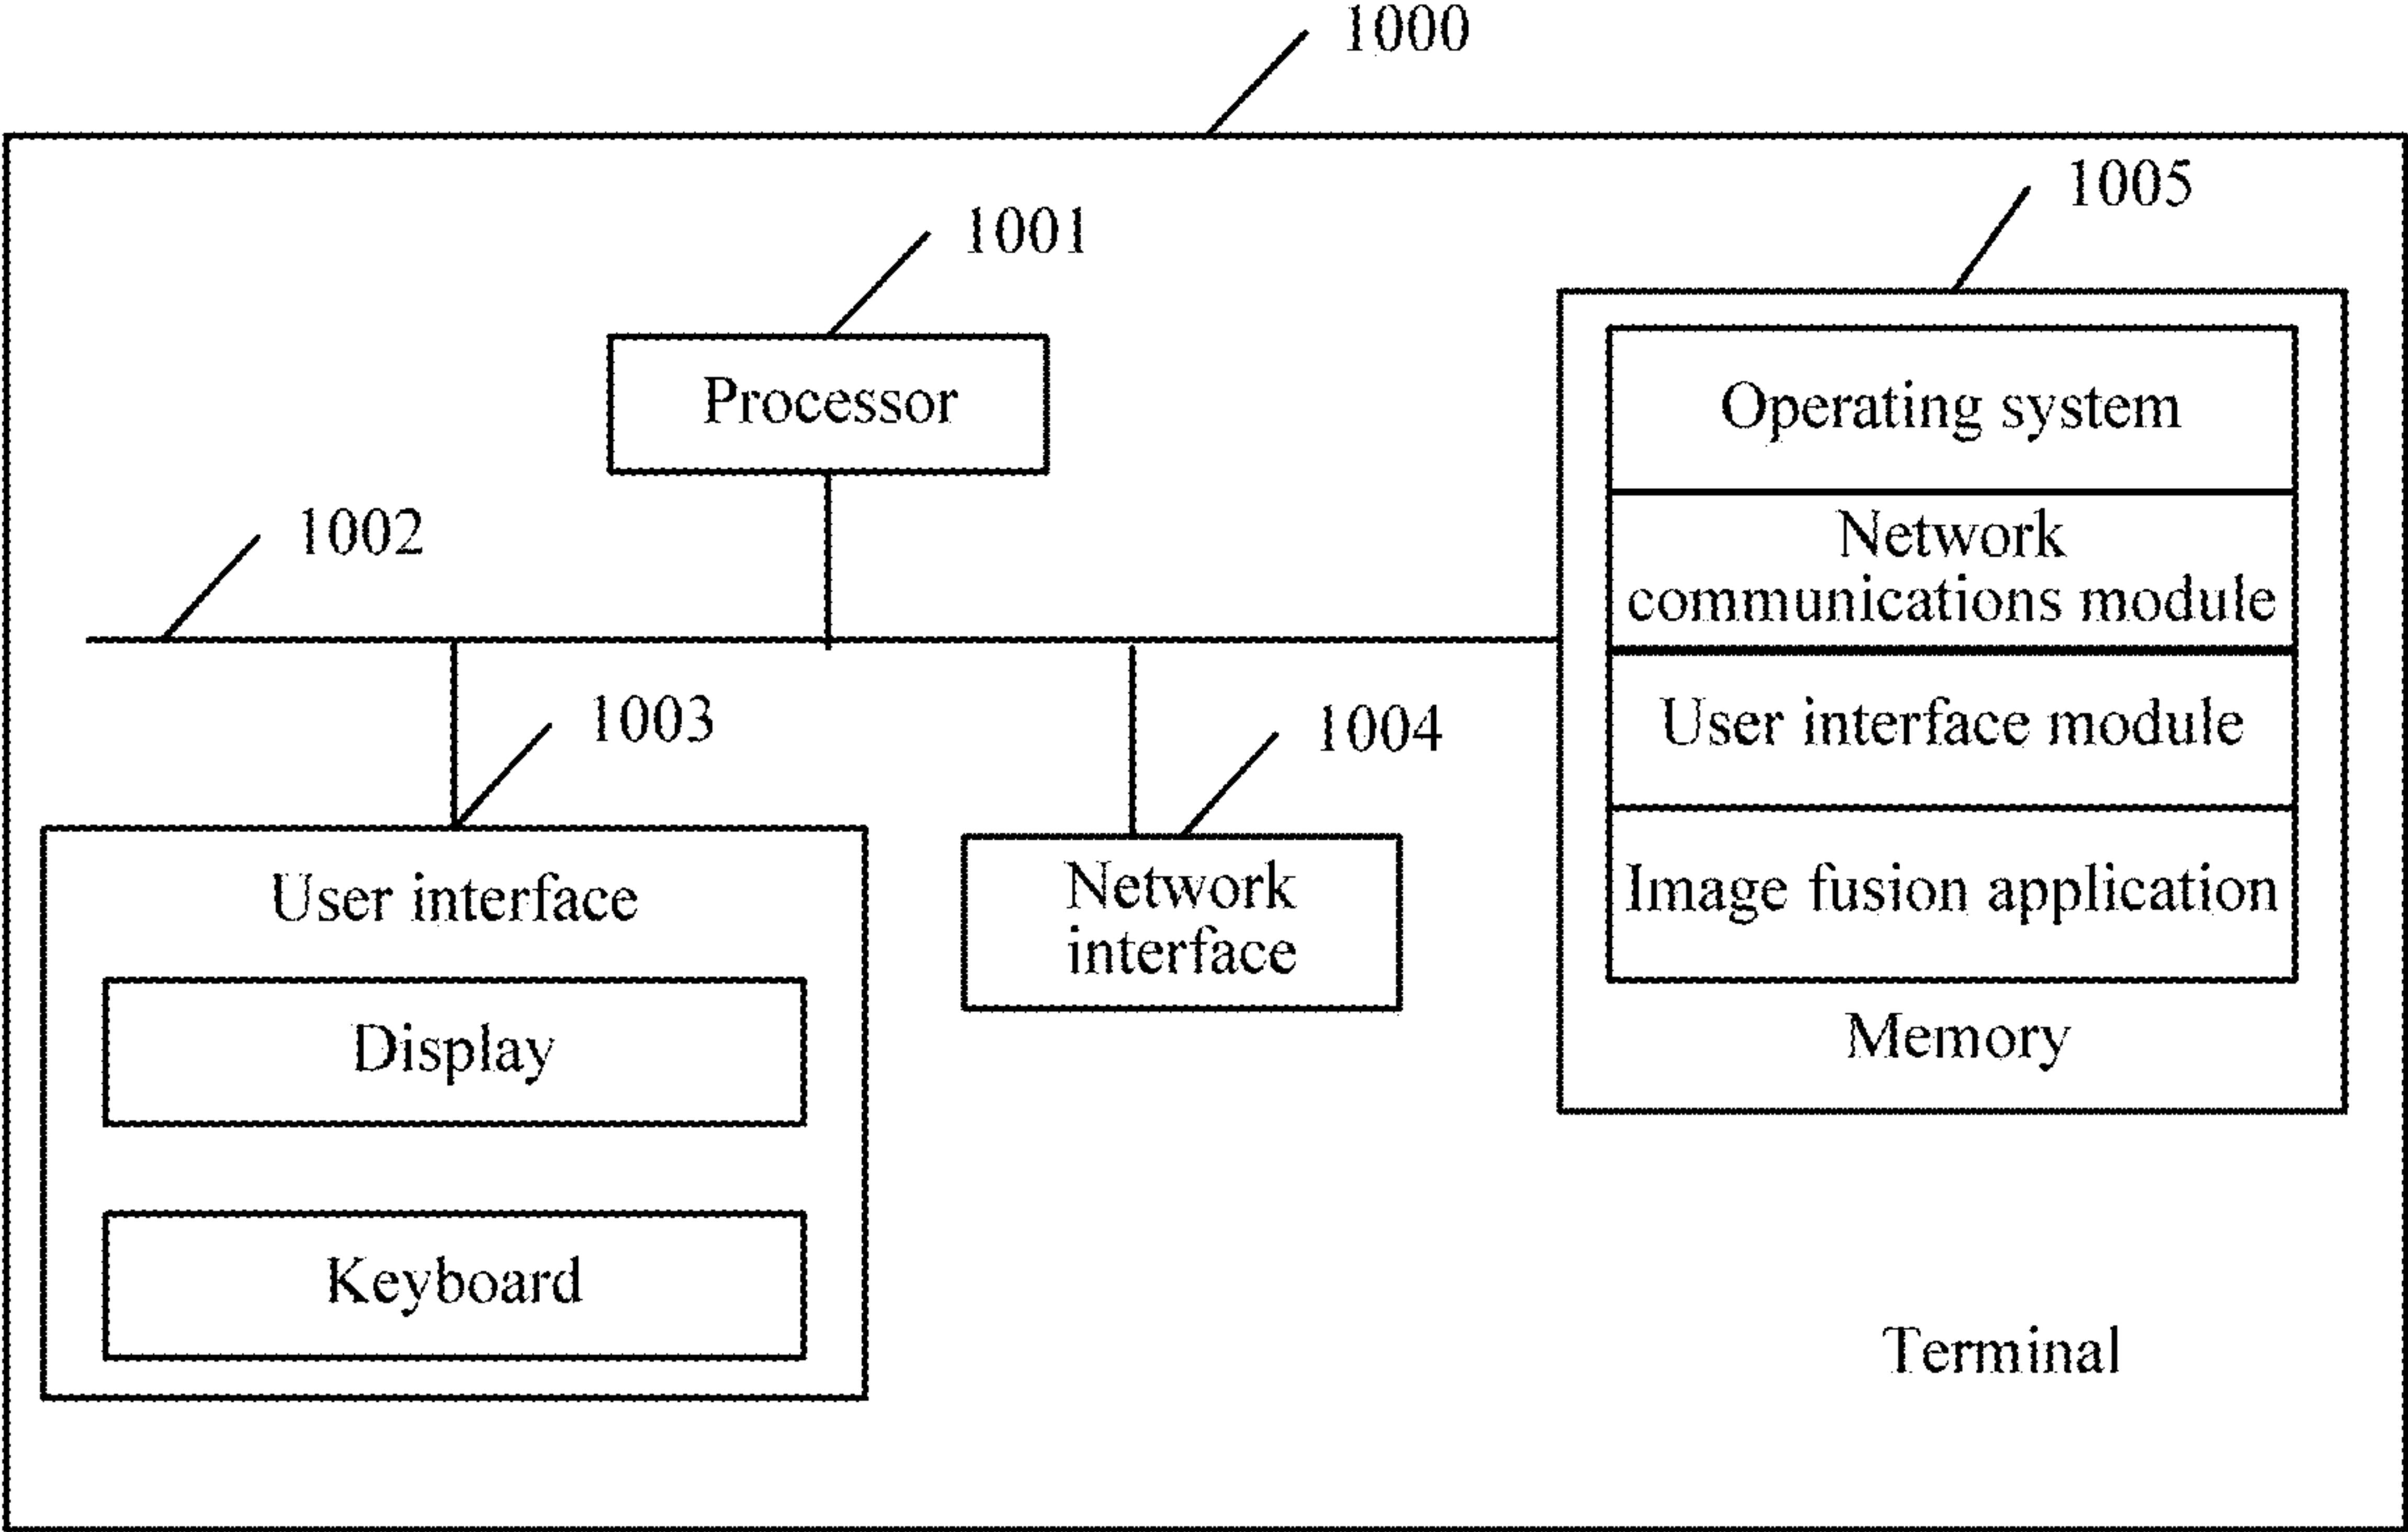 1000
1005
1001
Processor
Operating system
Network
communications module
1002
User interface module
1003
1004
Image fusion application
User interface
Network
interface
Memory
Display
Keyboard
Terminal